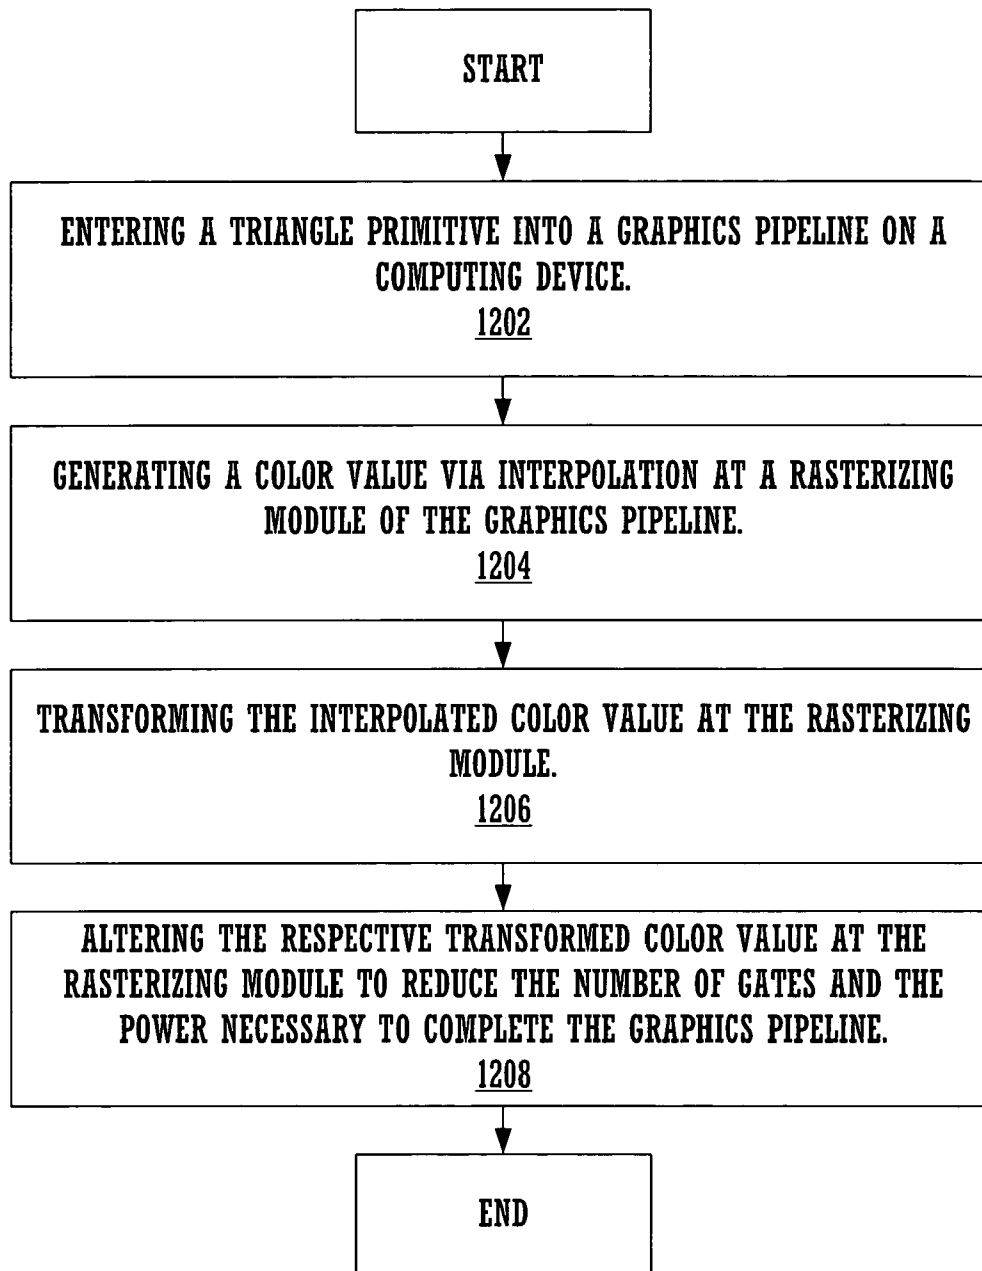 START
ENTERING A TRIANGLE PRIMITIVE INTO A GRAPHICS PIPELINE ON A
COMPUTING DEVICE.
1202
GENERATING A COLOR VALUE VIA INTERPOLATION AT A RASTERIZING
MODULE OF THE GRAPHICS PIPELINE.
1204
TRANSFORMING THE INTERPOLATED COLOR VALUE AT THE RASTERIZING
MODULE.
1206
ALTERING THE RESPECTIVE TRANSFORMED COLOR VALUE AT THE
RASTERIZING MODULE TO REDUCE THE NUMBER OF GATES AND THE
POWER NECESSARY TO COMPLETE THE GRAPHICS PIPELINE.
1208
END